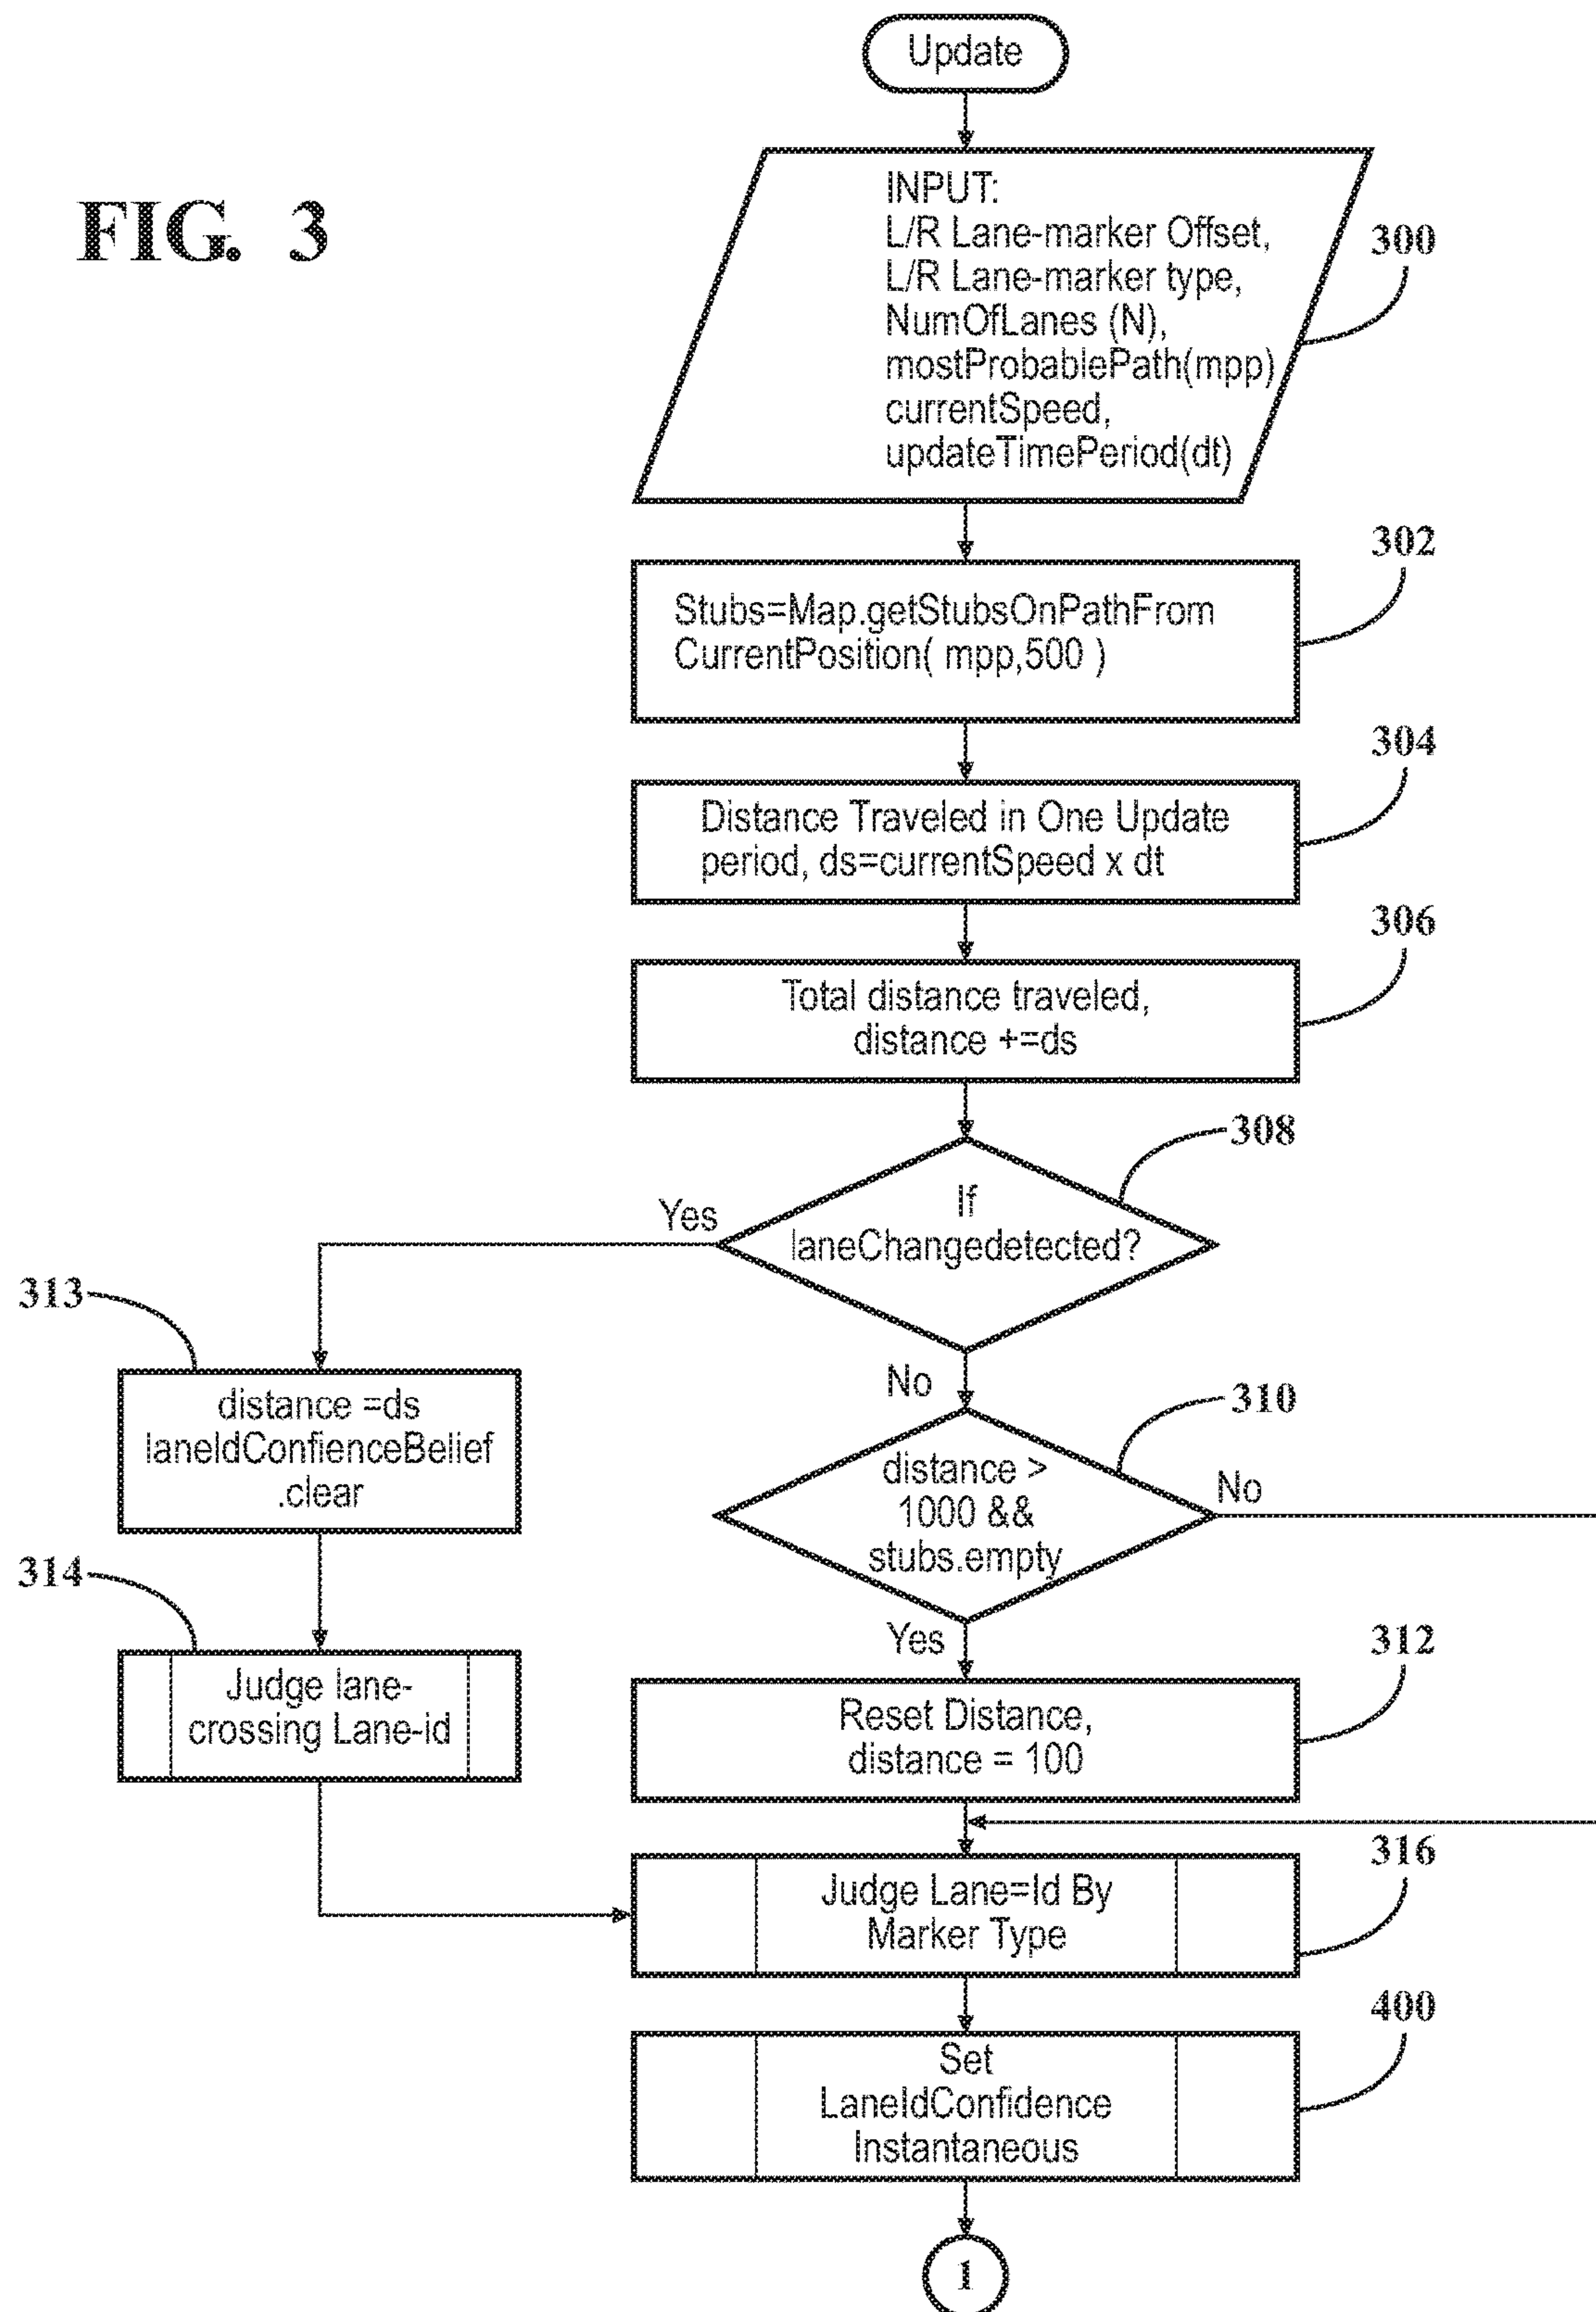 Update
FIG. 3
INPUT:
L/R Lane-marker Offset,
L/R Lane-marker type,
NumOfLanes (N),
mostProbablePath(mpp)
currentSpeed,
updateTimePeriod(dt)
300
302
Stubs=Map.getStubsOnPathFrom
CurrentPosition( mpp,500 )
304
Distance Traveled in One Update
period, ds=currentSpeed x dt
306
Total distance traveled,
distance +=ds
308
If
laneChangedetected?
Yes
No
313
distance =ds
laneIdConfienceBelief
.clear
310
distance >
1000 &&
stubs.empty
No
Yes
314
Judge lane-
crossing Lane-id
312
Reset Distance,
distance = 100
316
Judge Lane=Id By
Marker Type
400
Set
LaneIdConfidence
Instantaneous
1